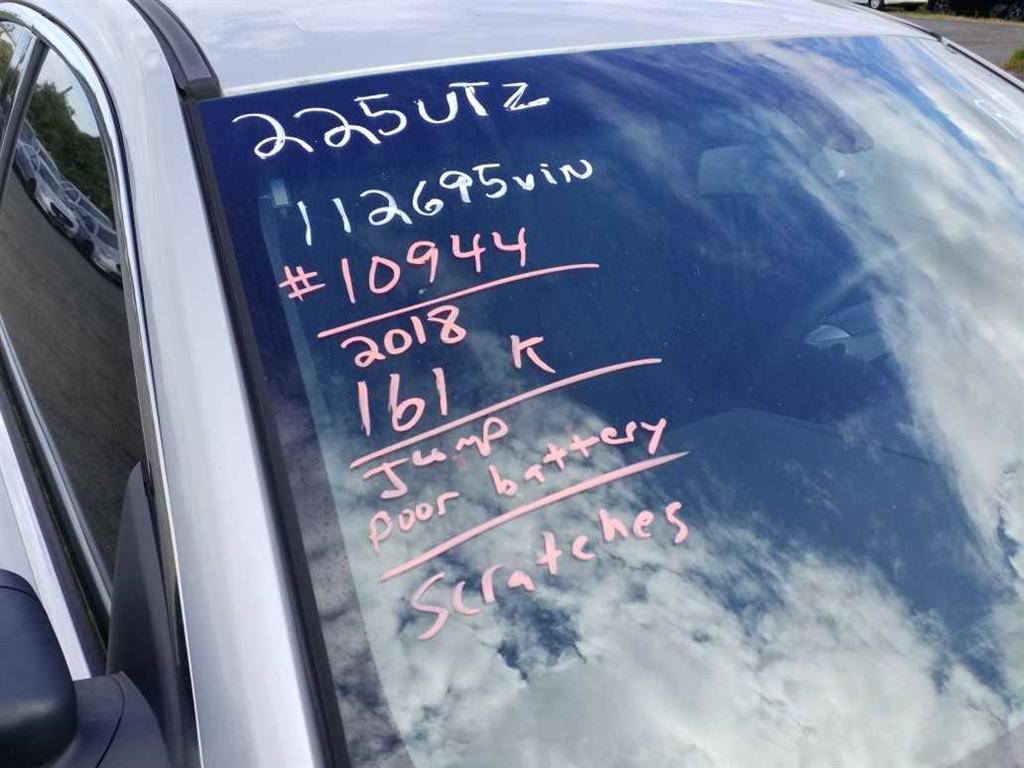 225UTZ
112695VIN
#10944
2018
161 K
Jump
poor battery
Scratches